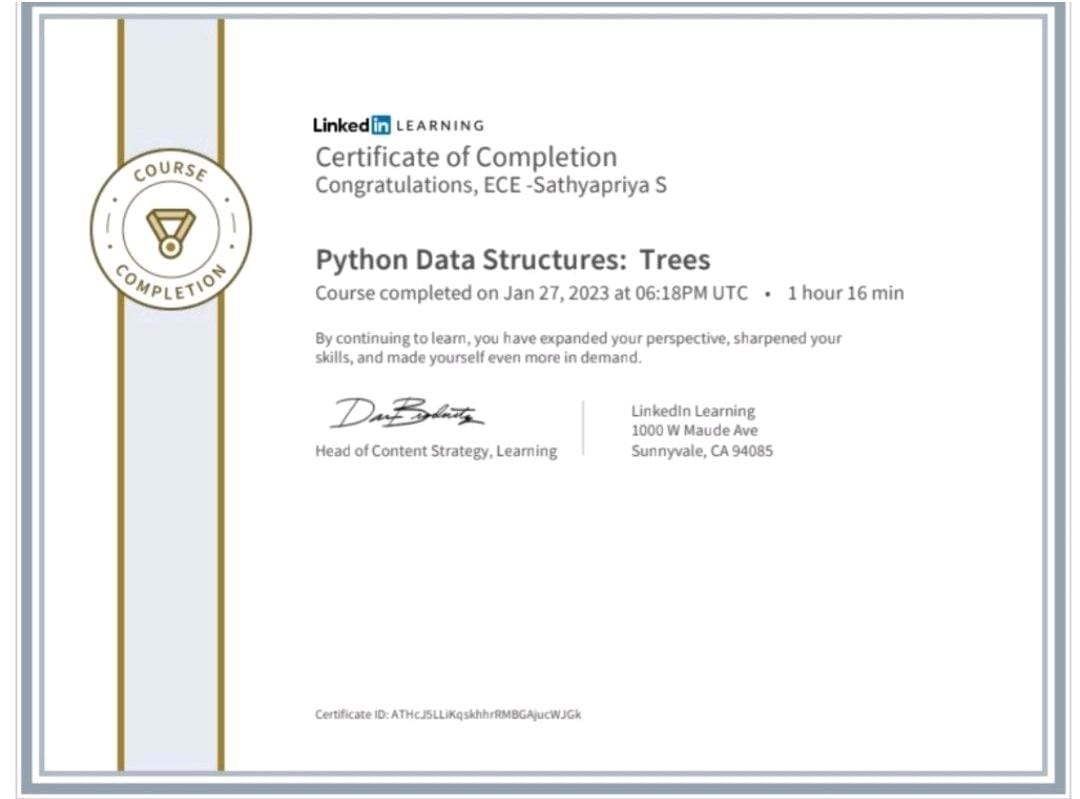 COURSE
COMPLETION
Linked in LEARNING
Certificate of Completion
Congratulations, ECE -Sathyapriya S
Python Data Structures: Trees
Course completed on Jan 27, 2023 at 06:18PM UTC • 1 hour 16 min
By continuing to learn, you have expanded your perspective, sharpened your
skills, and made yourself even more in demand.
Head of Content Strategy, Learning
LinkedIn Learning
1000 W Maude Ave
Sunnyvale, CA 94085
Certificate ID: ATHcJ5LLiKqskhhrRMBGAjucWJGk